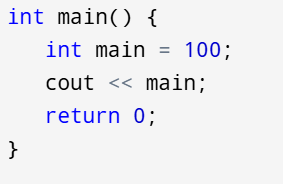 int main() {
   int main = 100;
   cout << main;
   return 0;
}